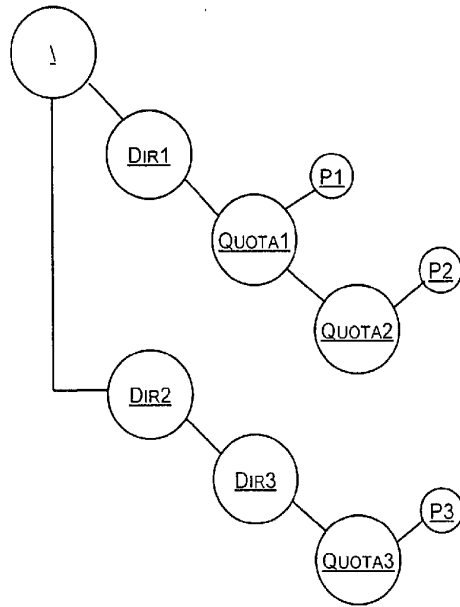 \
DIR1
P1
QUOTA1
P2
QUOTA2
DIR2
DIR3
P3
QUOTA3